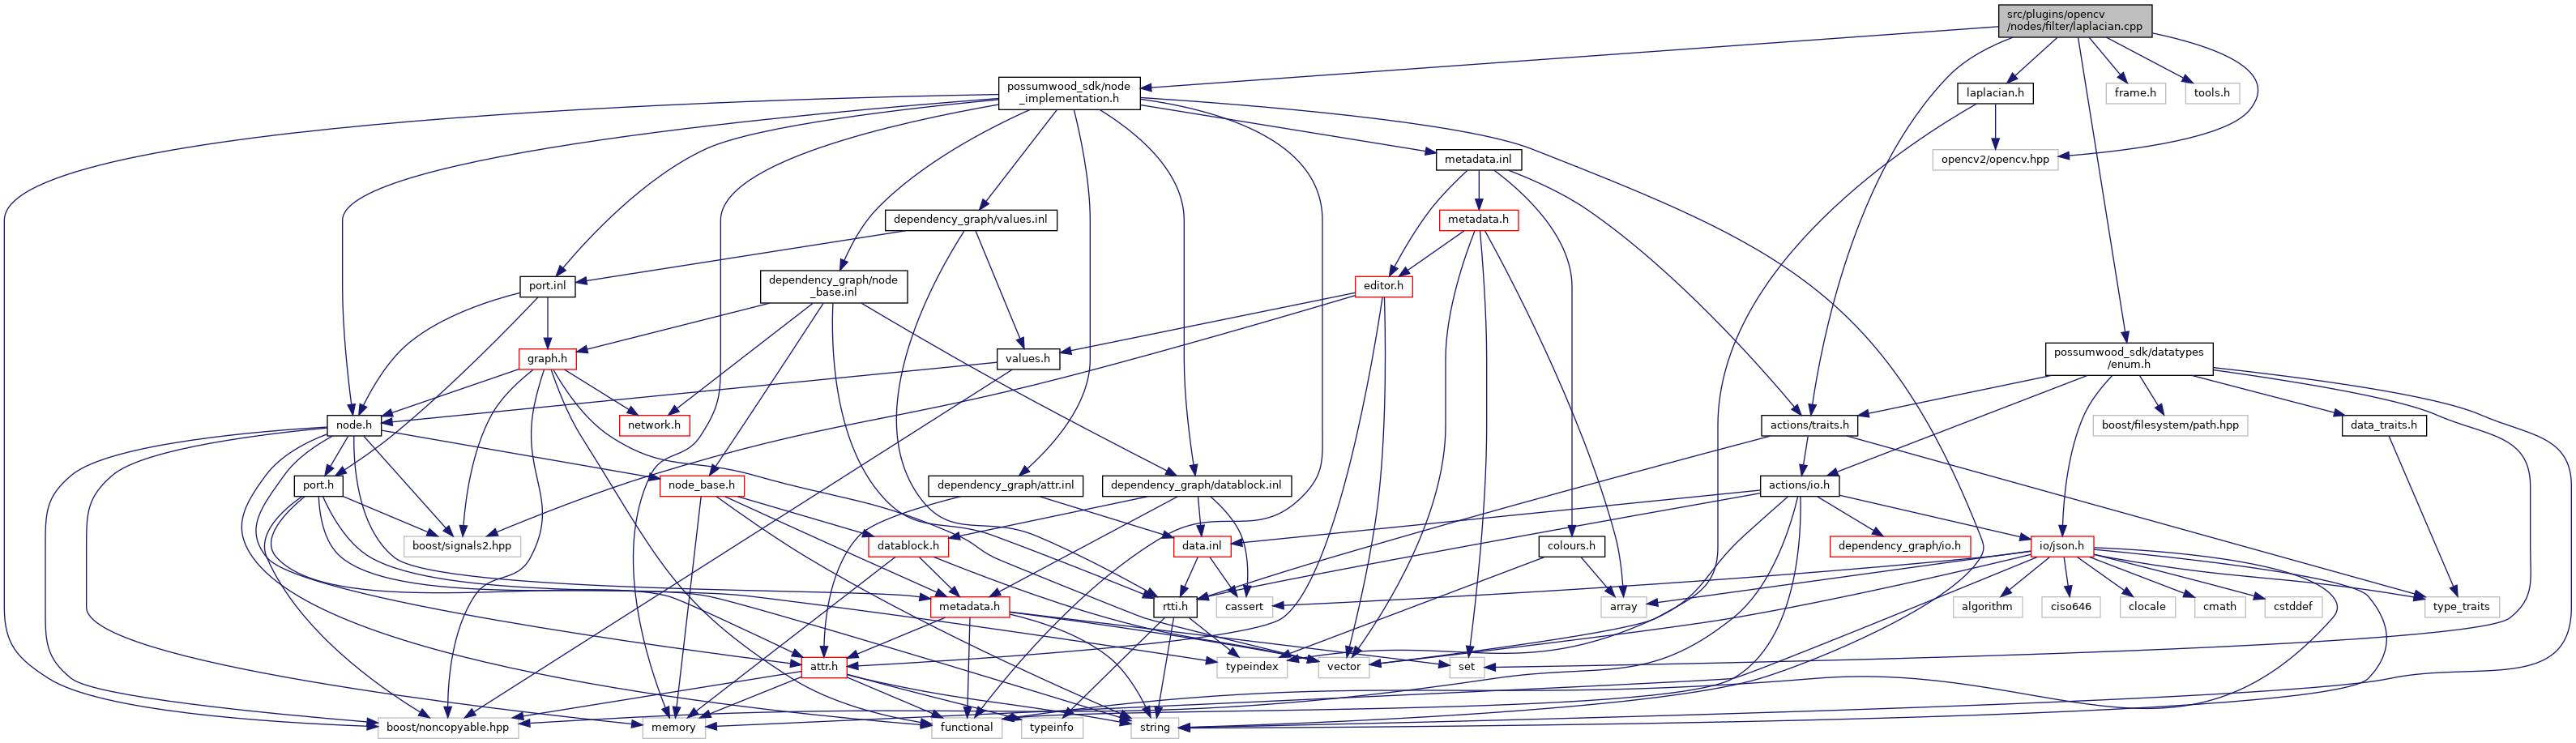 src/plugins/opencv
/nodes/filter/laplacian.cpp
possumwood_sdk/node
_implementation.h
laplacian.h
frame.h
tools.h
metadata.inl
opencv2/opencv.hpp
dependency_graph/values.inl
metadata.h
port.inl
dependency_graph/node
_base.inl
editor.h
graph.h
values.h
possumwood_sdk/datatypes
/enum.h
node.h
network.h
actions/traits.h
boost/filesystem/path.hpp
data_traits.h
port.h
node_base.h
dependency_graph/attr.inl
dependency_graph/datablock.inl
actions/io.h
boost/signals2.hpp
datablock.h
data.inl
colours.h
dependency_graph/io.h
io/json.h
metadata.h
rtti.h
cassert
array
algorithm
ciso646
clocale
cmath
cstddef
type_traits
attr.h
typeindex
vector
set
boost/noncopyable.hpp
memory
functional
typeinfo
string